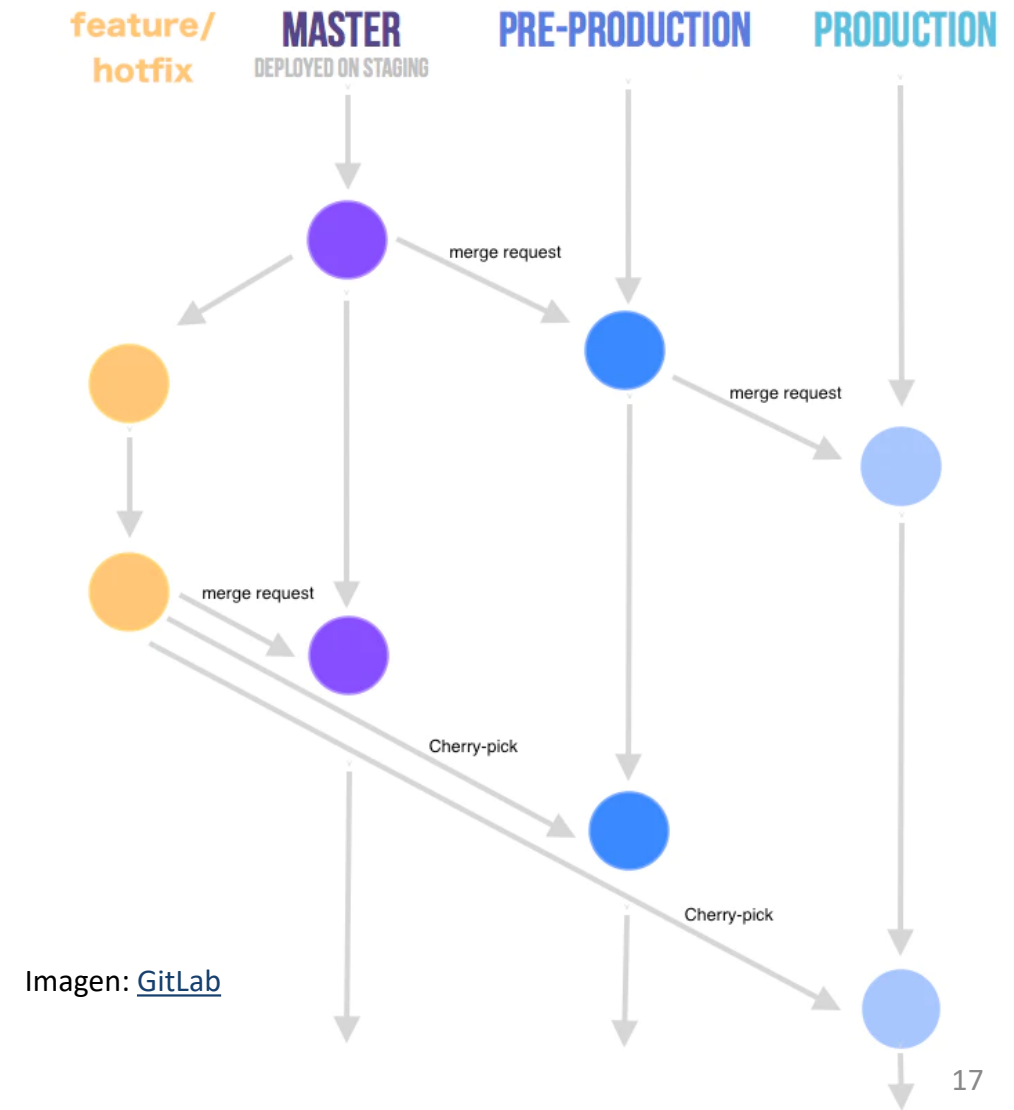 feature/
hotfix
MASTER
DEPLOYED ON STAGING
PRE-PRODUCTION
PRODUCTION
merge request
merge request
merge request
Cherry-pick
Cherry-pick
Imagen: GitLab
17